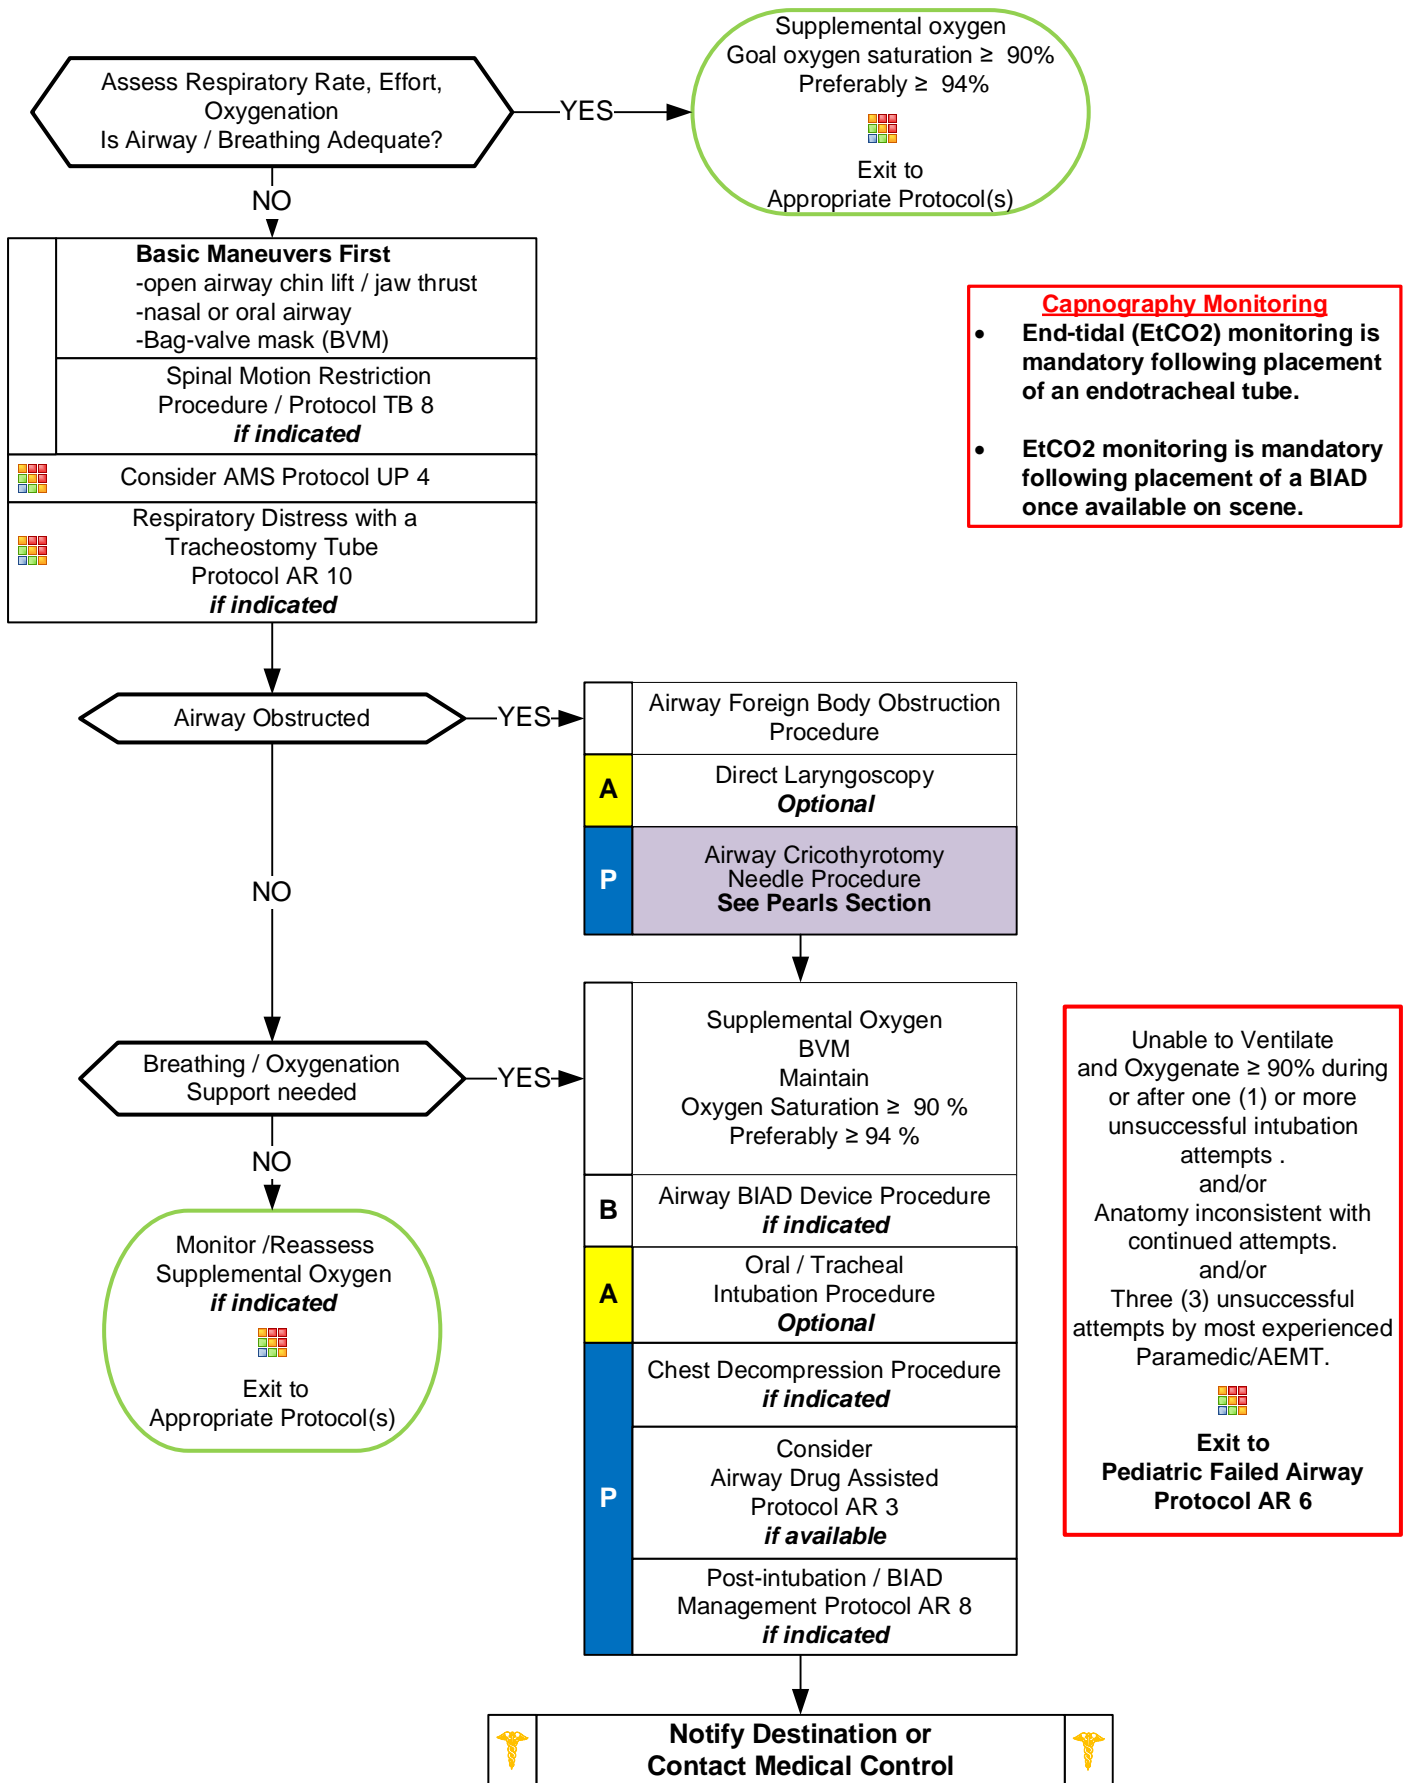 Supplemental oxygen
Goal oxygen saturation ≥ 90%
Preferably ≥ 94%
Exit to
Appropriate Protocol(s)
Assess Respiratory Rate, Effort,
Oxygenation
Is Airway / Breathing Adequate?
YES
NO
Basic Maneuvers First
-open airway chin lift / jaw thrust
-nasal or oral airway
-Bag-valve mask (BVM)
Spinal Motion Restriction
Procedure / Protocol TB 8
if indicated
Consider AMS Protocol UP 4
Respiratory Distress with a
Tracheostomy Tube
Protocol AR 10
if indicated
Capnography Monitoring
• End-tidal (EtCO2) monitoring is
mandatory following placement
of an endotracheal tube.
• EtCO2 monitoring is mandatory
following placement of a BIAD
once available on scene.
Airway Obstructed
YES
Airway Foreign Body Obstruction
Procedure
A
Direct Laryngoscopy
Optional
P
Airway Cricothyrotomy
Needle Procedure
See Pearls Section
NO
Breathing / Oxygenation
Support needed
YES
Supplemental Oxygen
BVM
Maintain
Oxygen Saturation ≥ 90 %
Preferably ≥ 94 %
B
Airway BIAD Device Procedure
if indicated
A
Oral / Tracheal
Intubation Procedure
Optional
P
Chest Decompression Procedure
if indicated
Consider
Airway Drug Assisted
Protocol AR 3
if available
Post-intubation / BIAD
Management Protocol AR 8
if indicated
NO
Monitor /Reassess
Supplemental Oxygen
if indicated
Exit to
Appropriate Protocol(s)
Unable to Ventilate
and Oxygenate ≥ 90% during
or after one (1) or more
unsuccessful intubation
attempts .
and/or
Anatomy inconsistent with
continued attempts.
and/or
Three (3) unsuccessful
attempts by most experienced
Paramedic/AEMT.
Exit to
Pediatric Failed Airway
Protocol AR 6
Notify Destination or
Contact Medical Control